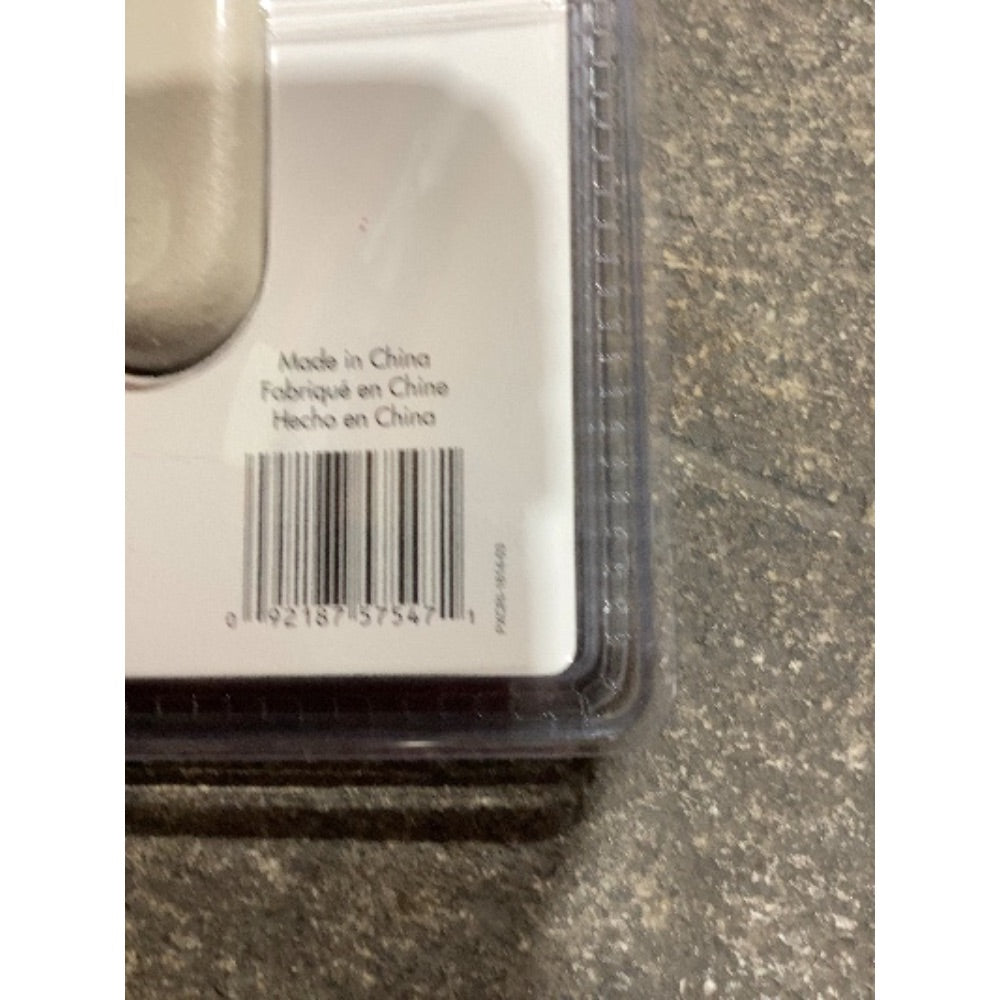 Made in China
Fabriqué en Chine
Hecho en China
0 92187 57547 1